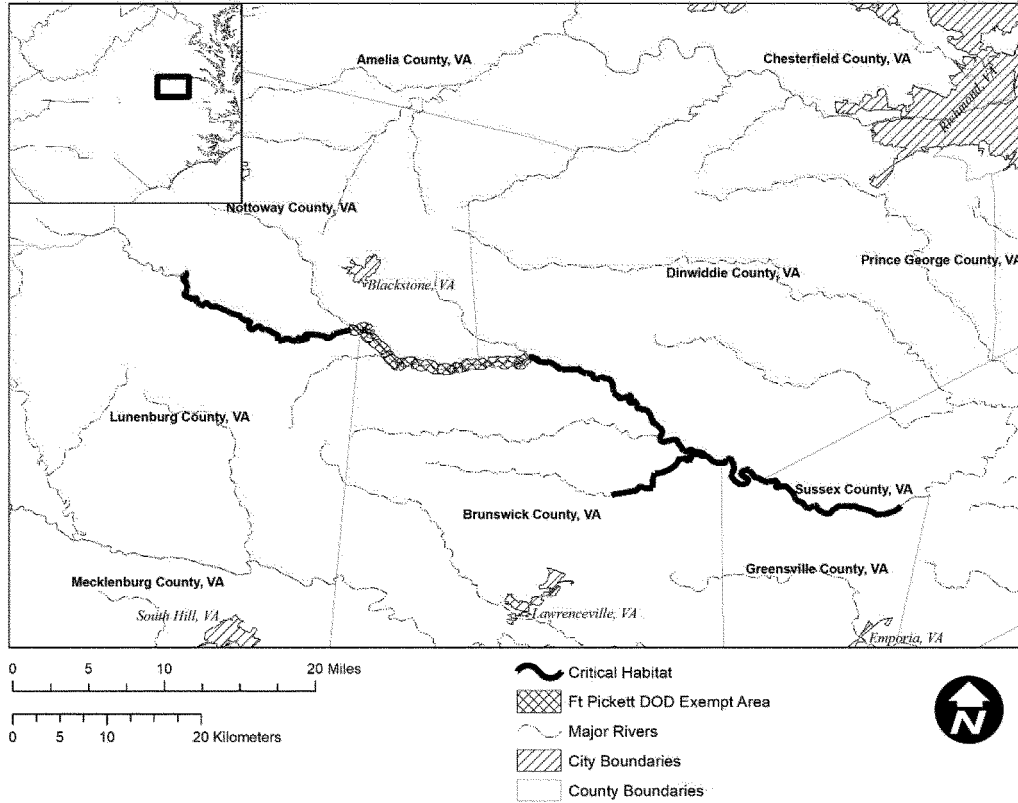 Amelia County, VA
Chesterfield County, VA
Richmond, VA
Nottoway County, VA
Blackstone, VA
Dinwiddie County, VA
Prince George County, VA
Lunenburg County, VA
Sussex County, VA
Brunswick County, VA
Mecklenburg County, VA
Greensville County, VA
South Hill, VA
Lawrenceville, VA
Emporia, VA
0 5 10 20 Miles
0 5 10 20 Kilometers
Critical Habitat
Ft Pickett DOD Exempt Area
Major Rivers
City Boundaries
County Boundaries
N